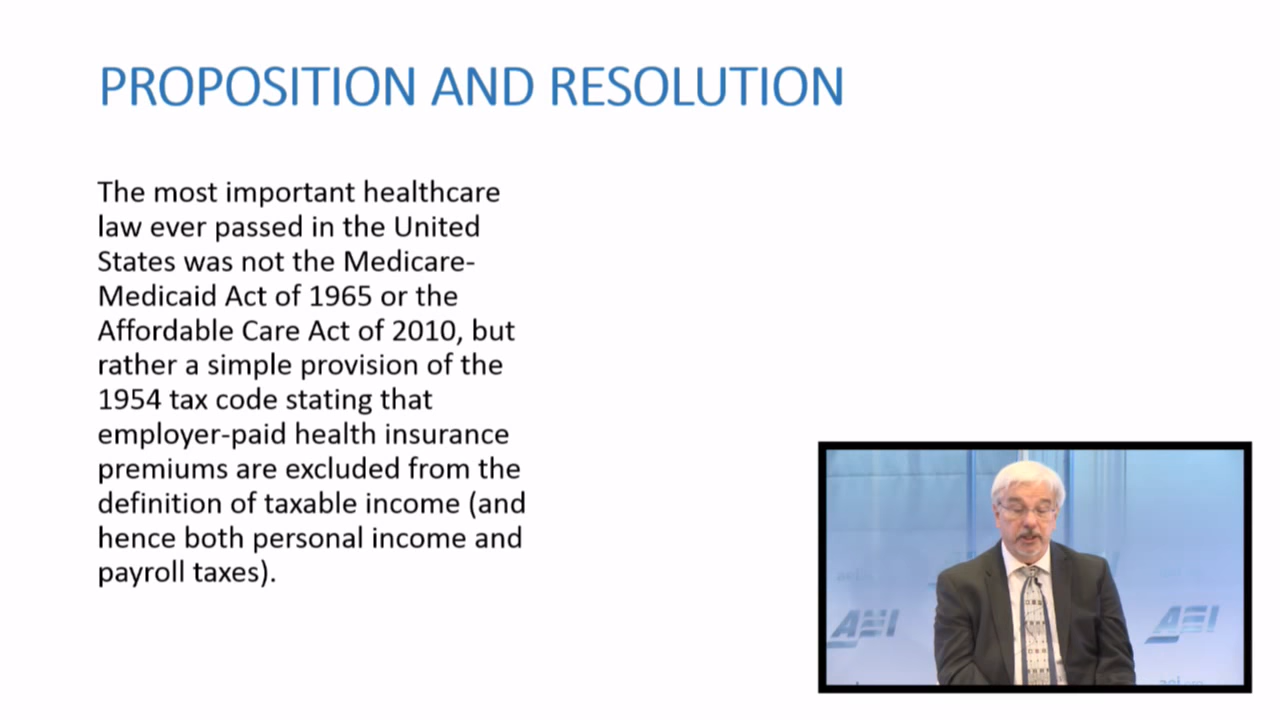 PROPOSITION AND RESOLUTION
The most important healthcare
law ever passed in the United
States was not the Medicare-
Medicaid Act of 1965 or the
Affordable Care Act of 2010, but
rather a simple provision of the
1954 tax code stating that
employer-paid health insurance
premiums are excluded from the
definition of taxable income (and
hence both personal income and
payroll taxes).
AEI
AEI